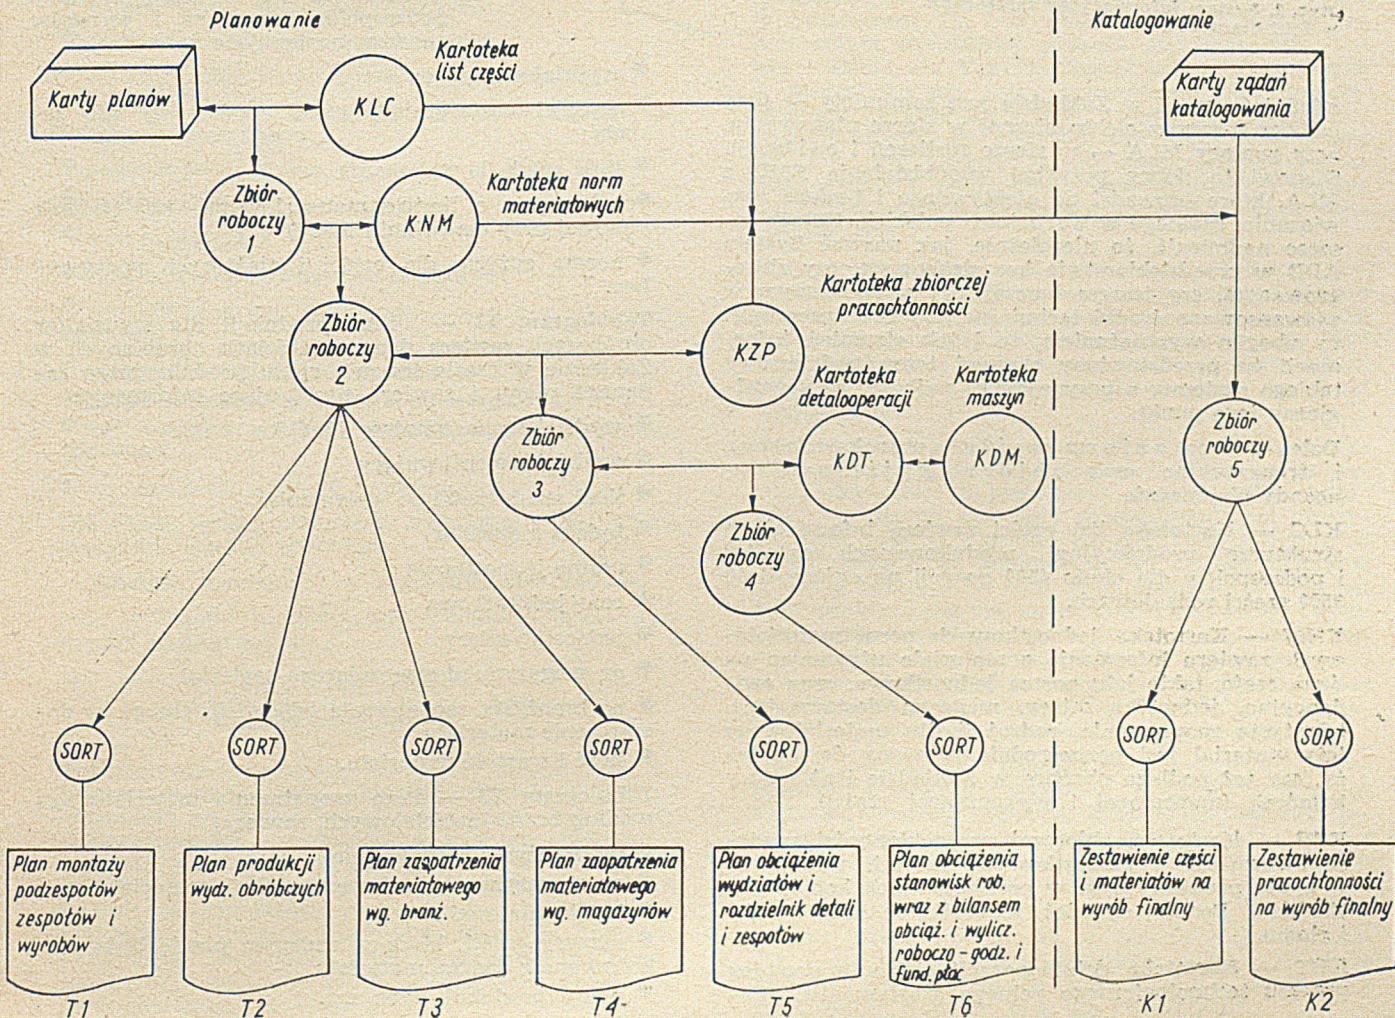 Planowanie
Katalogowanie
Karty planów
KLC
Kartoteka
list części
Karty ządań
katalogowania
Zbiór
roboczy
1
KNM
Kartoteka norm
materiałowych
Zbiór
roboczy
2
KZP
Kartoteka zbiorczej
pracochłonności
Zbiór
roboczy
3
Kartoteka
detalooperacji
KDT
Kartoteka
maszyn
KDM
Zbiór
roboczy
4
Zbiór
roboczy
5
SORT
SORT
SORT
SORT
SORT
SORT
SORT
SORT
Plan montaży
podzespołów
zespołów i
wyrobów
T1
Plan produkcji
wydz. obróbczych
T2
Plan zaopatrzenia
materiałowego
wg. branż.
T3
Plan zaopatrzenia
materiałowego
wg. magazynów
T4
Plan obciążenia
wydziałów i
rozdzielnik detali
i zespołów
T5
Plan obciążenia
stanowisk rob.
wraz z bilansem
obciąż. i wylicz.
roboczo-godz. i
fund. płac
T6
Zestawienie części
i materiałów na
wyrób finalny
K1
Zestawienie
pracochłonności
na wyrób finalny
K2